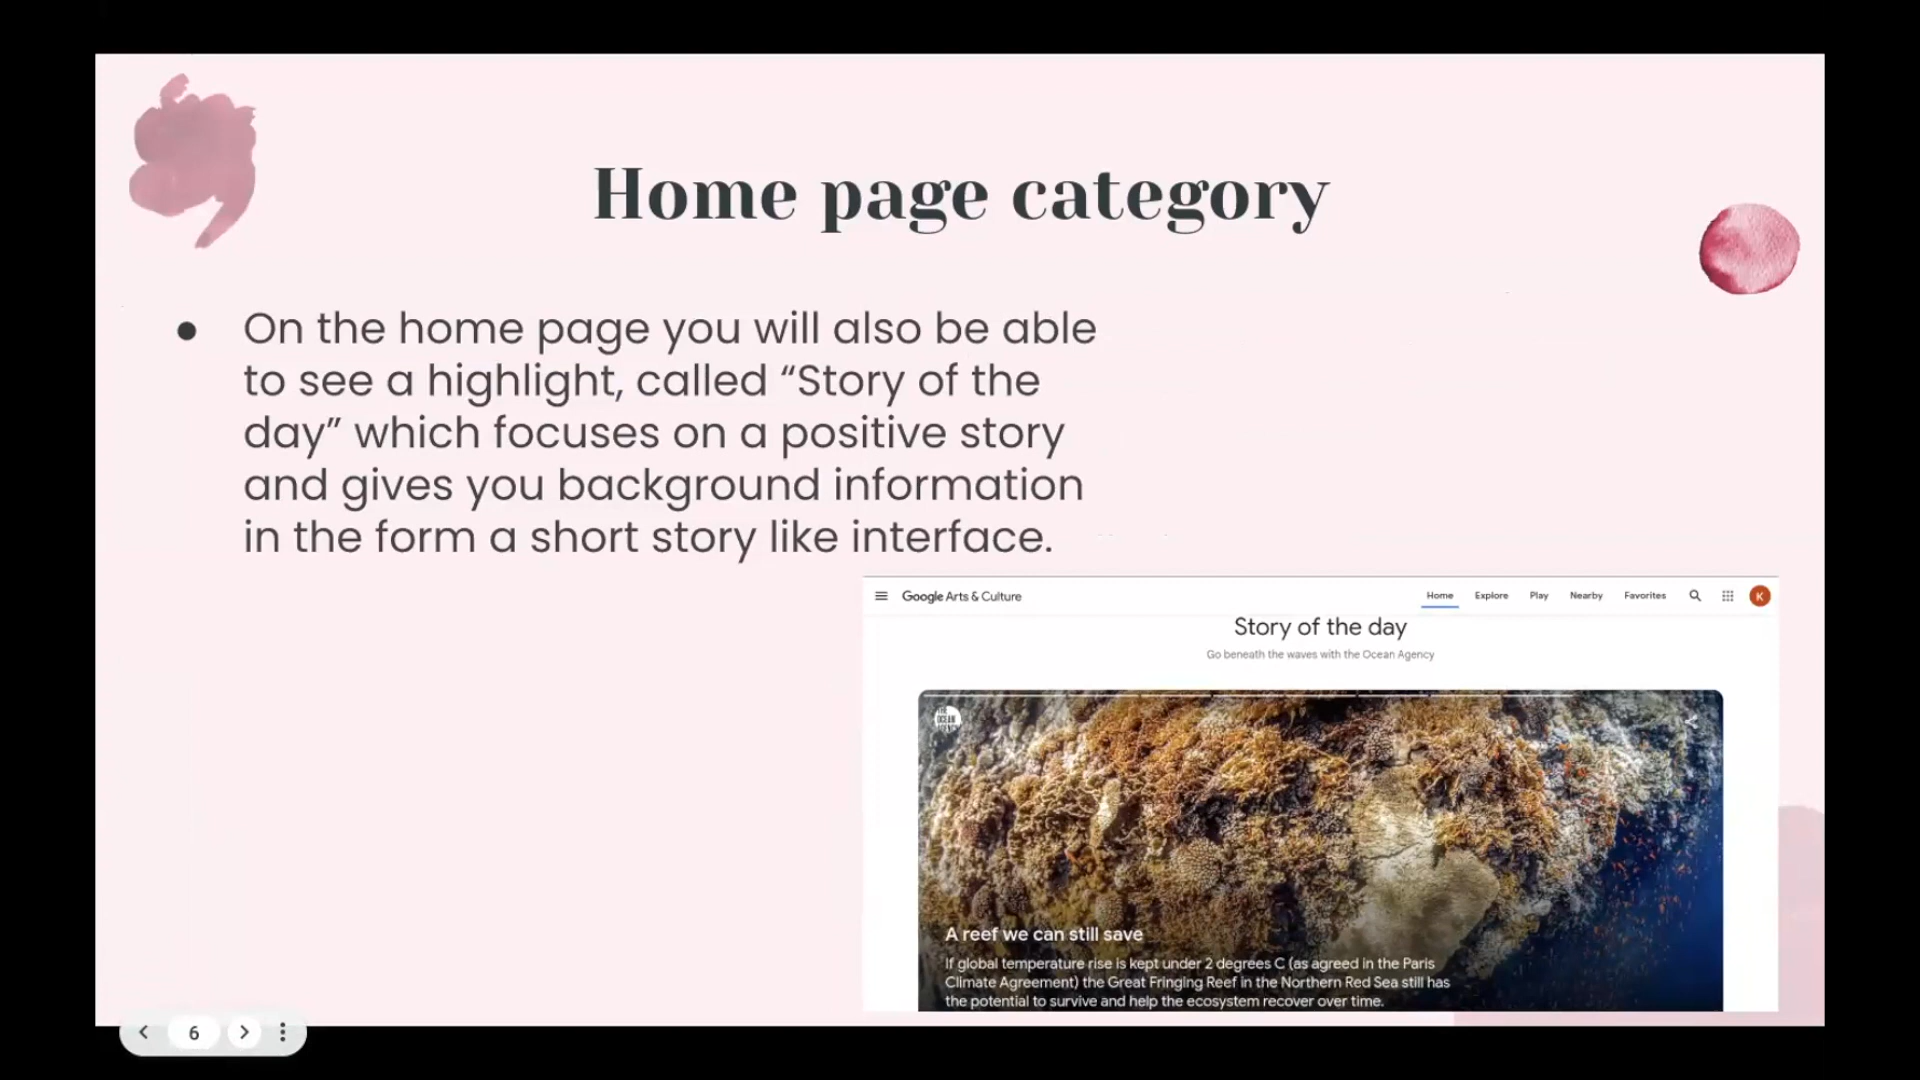 Home page category
● On the home page you will also be able
to see a highlight, called “Story of the
day” which focuses on a positive story
and gives you background information
in the form a short story like interface.
Google Arts & Culture
Home Explore Play Nearby Favorites K
Story of the day
Go beneath the waves with the Ocean Agency
THE
OCEAN
A reef we can still save
If global temperature rise is kept under 2 degrees C (as agreed in the Paris
Climate Agreement) the Great Fringing Reef in the Northern Red Sea still has
the potential to survive and help the ecosystem recover over time.
6